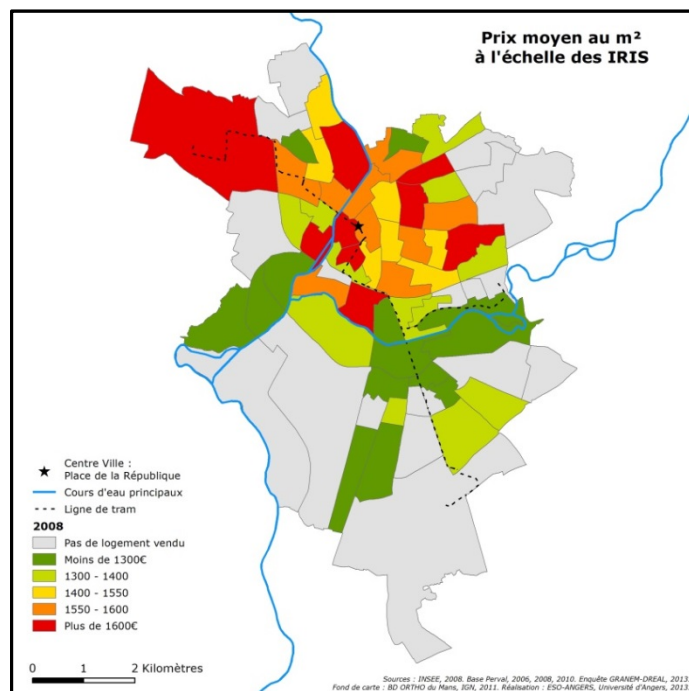 Prix moyen au m²
à l'échelle des IRIS
Centre Ville :
Place de la République
Cours d'eau principaux
Ligne de tram
2008
Pas de logement vendu
Moins de 1300€
1300 - 1400
1400 - 1550
1550 - 1600
Plus de 1600€
0 1 2 Kilomètres
Sources : INSEE, 2008. Base Perval, 2006, 2008, 2010. Enquête GRANEM-DREAL, 2013.
Fond de carte : BD ORTHO du Mans, IGN, 2011. Réalisation : ESO-ANGERS, Université d'Angers, 2013.